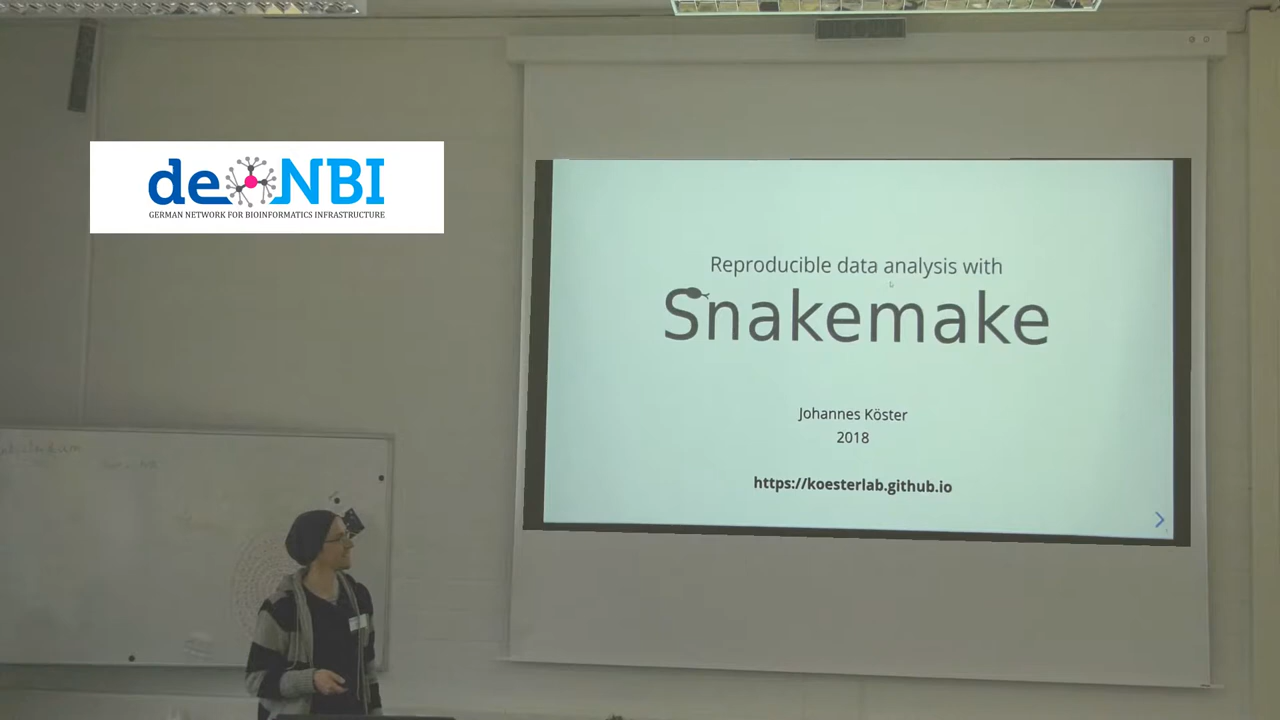 de NBI
GERMAN NETWORK FOR BIOINFORMATICS INFRASTRUCTURE
Reproducible data analysis with
Snakemake
Johannes Köster
2018
https://koesterlab.github.io